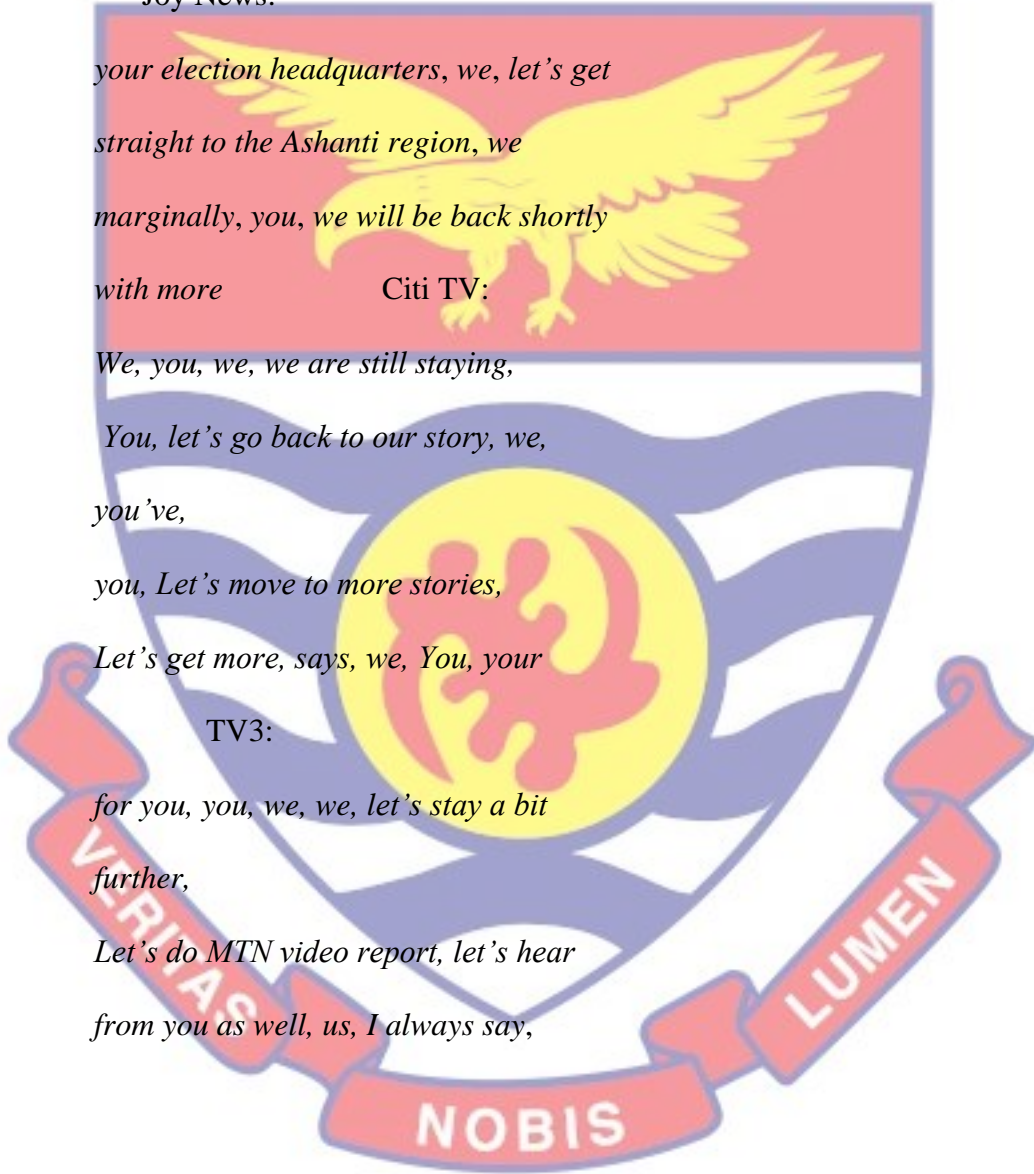 Joy News:
your election headquarters, we, let's get
straight to the Ashanti region, we
marginally, you, we will be back shortly
with more Citi TV:
We, you, we, we are still staying,
You, let's go back to our story, we,
you've,
you, Let's move to more stories,
Let's get more, says, we, You, your
TV3:
for you, you, we, we, let's stay a bit
further,
Let's do MTN video report, let's hear
from you as well, us, I always say,
VERITAS
NOBIS
LUMEN